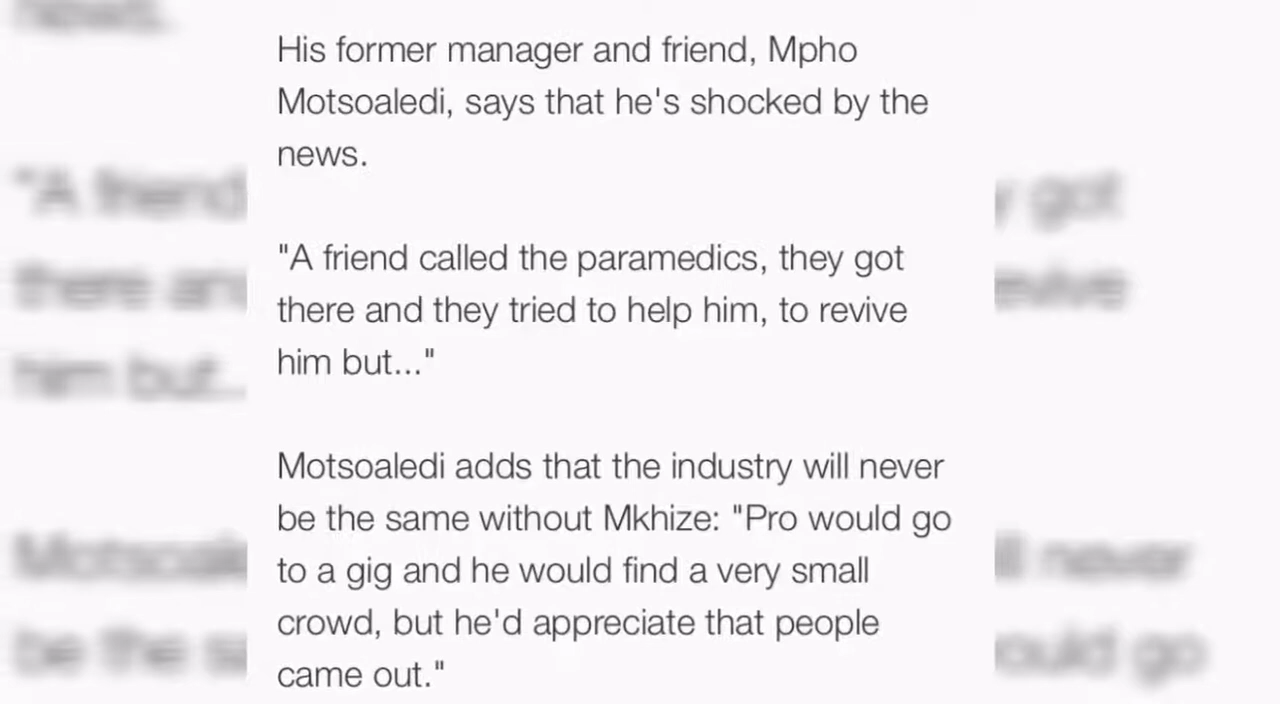 His former manager and friend, Mpho
Motsoaledi, says that he's shocked by the
news.
"A friend called the paramedics, they got
there and they tried to help him, to revive
him but..."
Motsoaledi adds that the industry will never
be the same without Mkhize: "Pro would go
to a gig and he would find a very small
crowd, but he'd appreciate that people
came out."